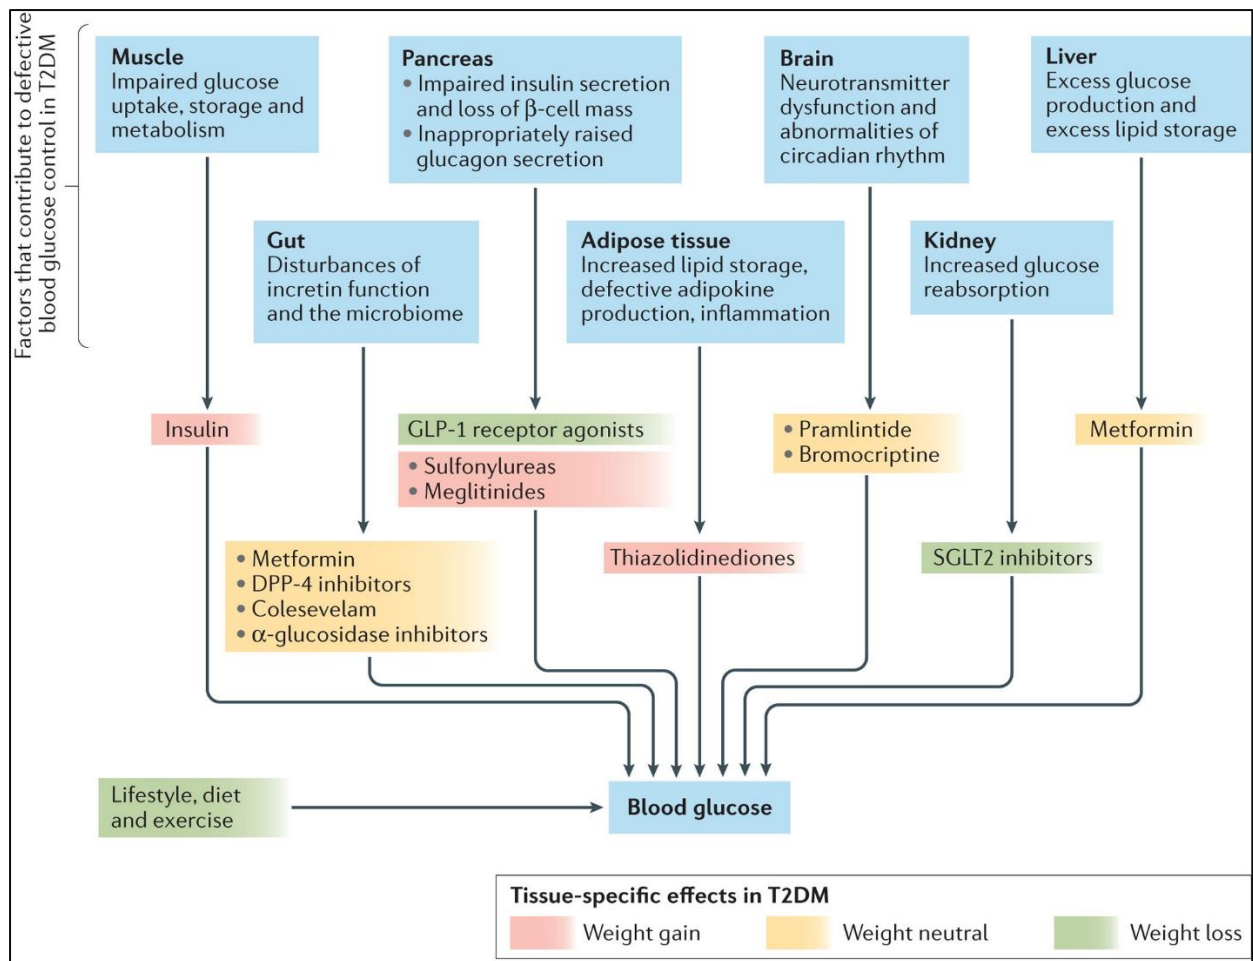 Factors that contribute to defective
blood glucose control in T2DM
Muscle
Impaired glucose
uptake, storage and
metabolism
Pancreas
• Impaired insulin secretion
and loss of β-cell mass
• Inappropriately raised
glucagon secretion
Brain
Neurotransmitter
dysfunction and
abnormalities of
circadian rhythm
Liver
Excess glucose
production and
excess lipid storage
Gut
Disturbances of
incretin function
and the microbiome
Adipose tissue
Increased lipid storage,
defective adipokine
production, inflammation
Kidney
Increased glucose
reabsorption
Insulin
GLP-1 receptor agonists
• Sulfonylureas
• Meglitinides
• Pramlintide
• Bromocriptine
Metformin
• Metformin
• DPP-4 inhibitors
• Colesevelam
• α-glucosidase inhibitors
Thiazolidinediones
SGLT2 inhibitors
Lifestyle, diet
and exercise
Blood glucose
Tissue-specific effects in T2DM
Weight gain
Weight neutral
Weight loss